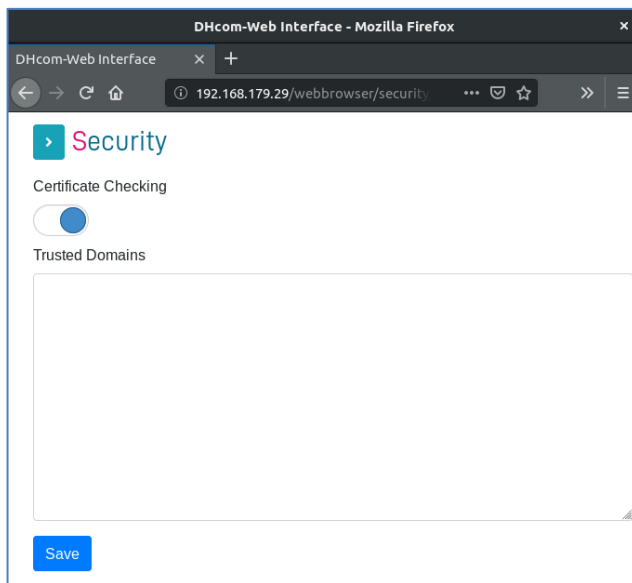 DHcom-Web Interface - Mozilla Firefox
DHcom-Web Interface
192.168.179.29/webbrowser/security
Security
Certificate Checking
Trusted Domains
Save